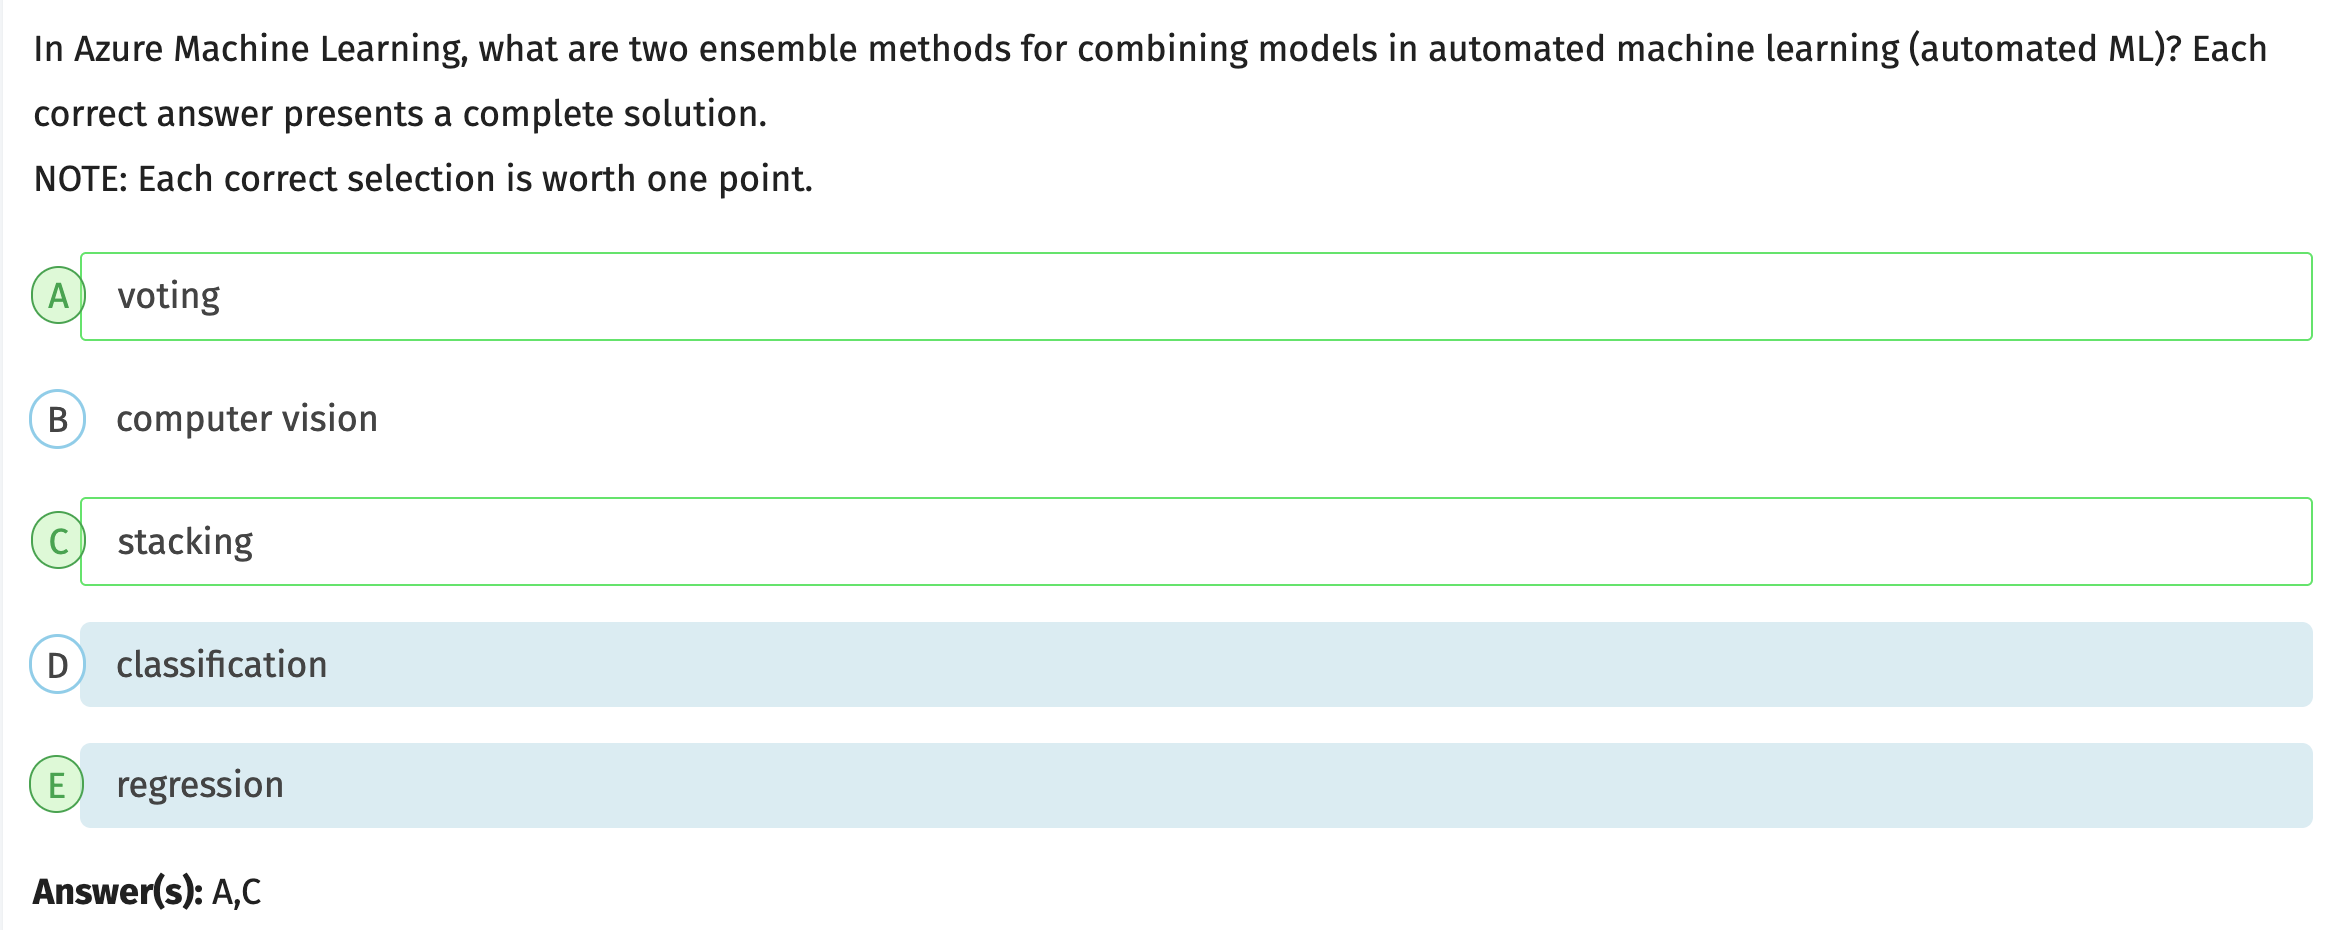 In Azure Machine Learning, what are two ensemble methods for combining models in automated machine learning (automated ML)? Each
correct answer presents a complete solution.
NOTE: Each correct selection is worth one point.
A voting
B computer vision
C stacking
D classification
E regression
Answer(s): A,C